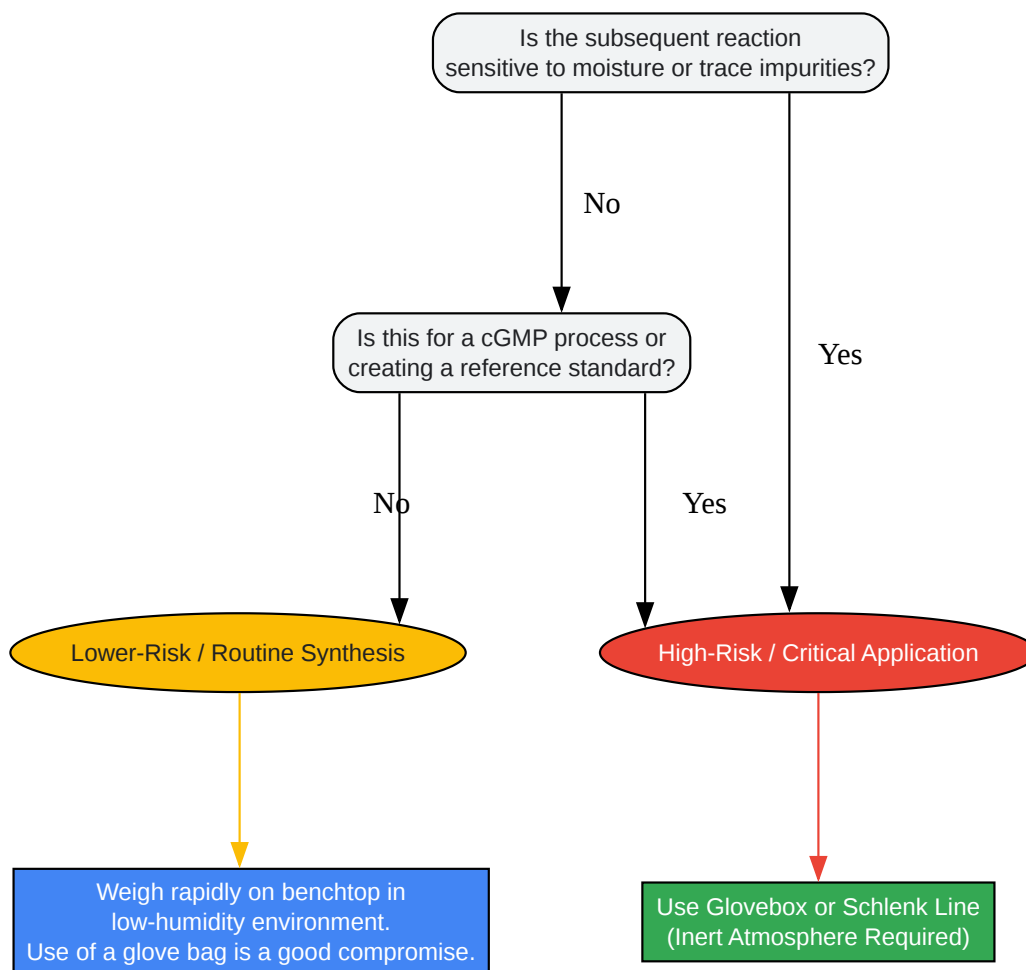 Is the subsequent reaction
sensitive to moisture or trace impurities?
No
Is this for a cGMP process or
creating a reference standard?
Yes
No
Yes
Lower-Risk / Routine Synthesis
High-Risk / Critical Application
Weigh rapidly on benchtop in
low-humidity environment.
Use of a glove bag is a good compromise.
Use Glovebox or Schlenk Line
(Inert Atmosphere Required)